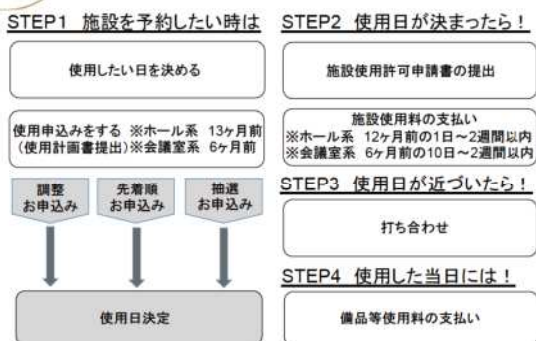 STEP1 施設を予約したい時は
使用したい日を決める
使用申込みをする ※ホール系 13ヶ月前
(使用計画書提出)※会議室系 6ヶ月前
調整
お申込み
先着順
お申込み
抽選
お申込み
使用日決定
STEP2 使用日が決まったら！
施設使用許可申請書の提出
施設使用料の支払い
※ホール系 12ヶ月前の1日～2週間以内
※会議室系 6ヶ月前の10日～2週間以内
STEP3 使用日が近づいたら！
打ち合わせ
STEP4 使用した当日には！
備品等使用料の支払い